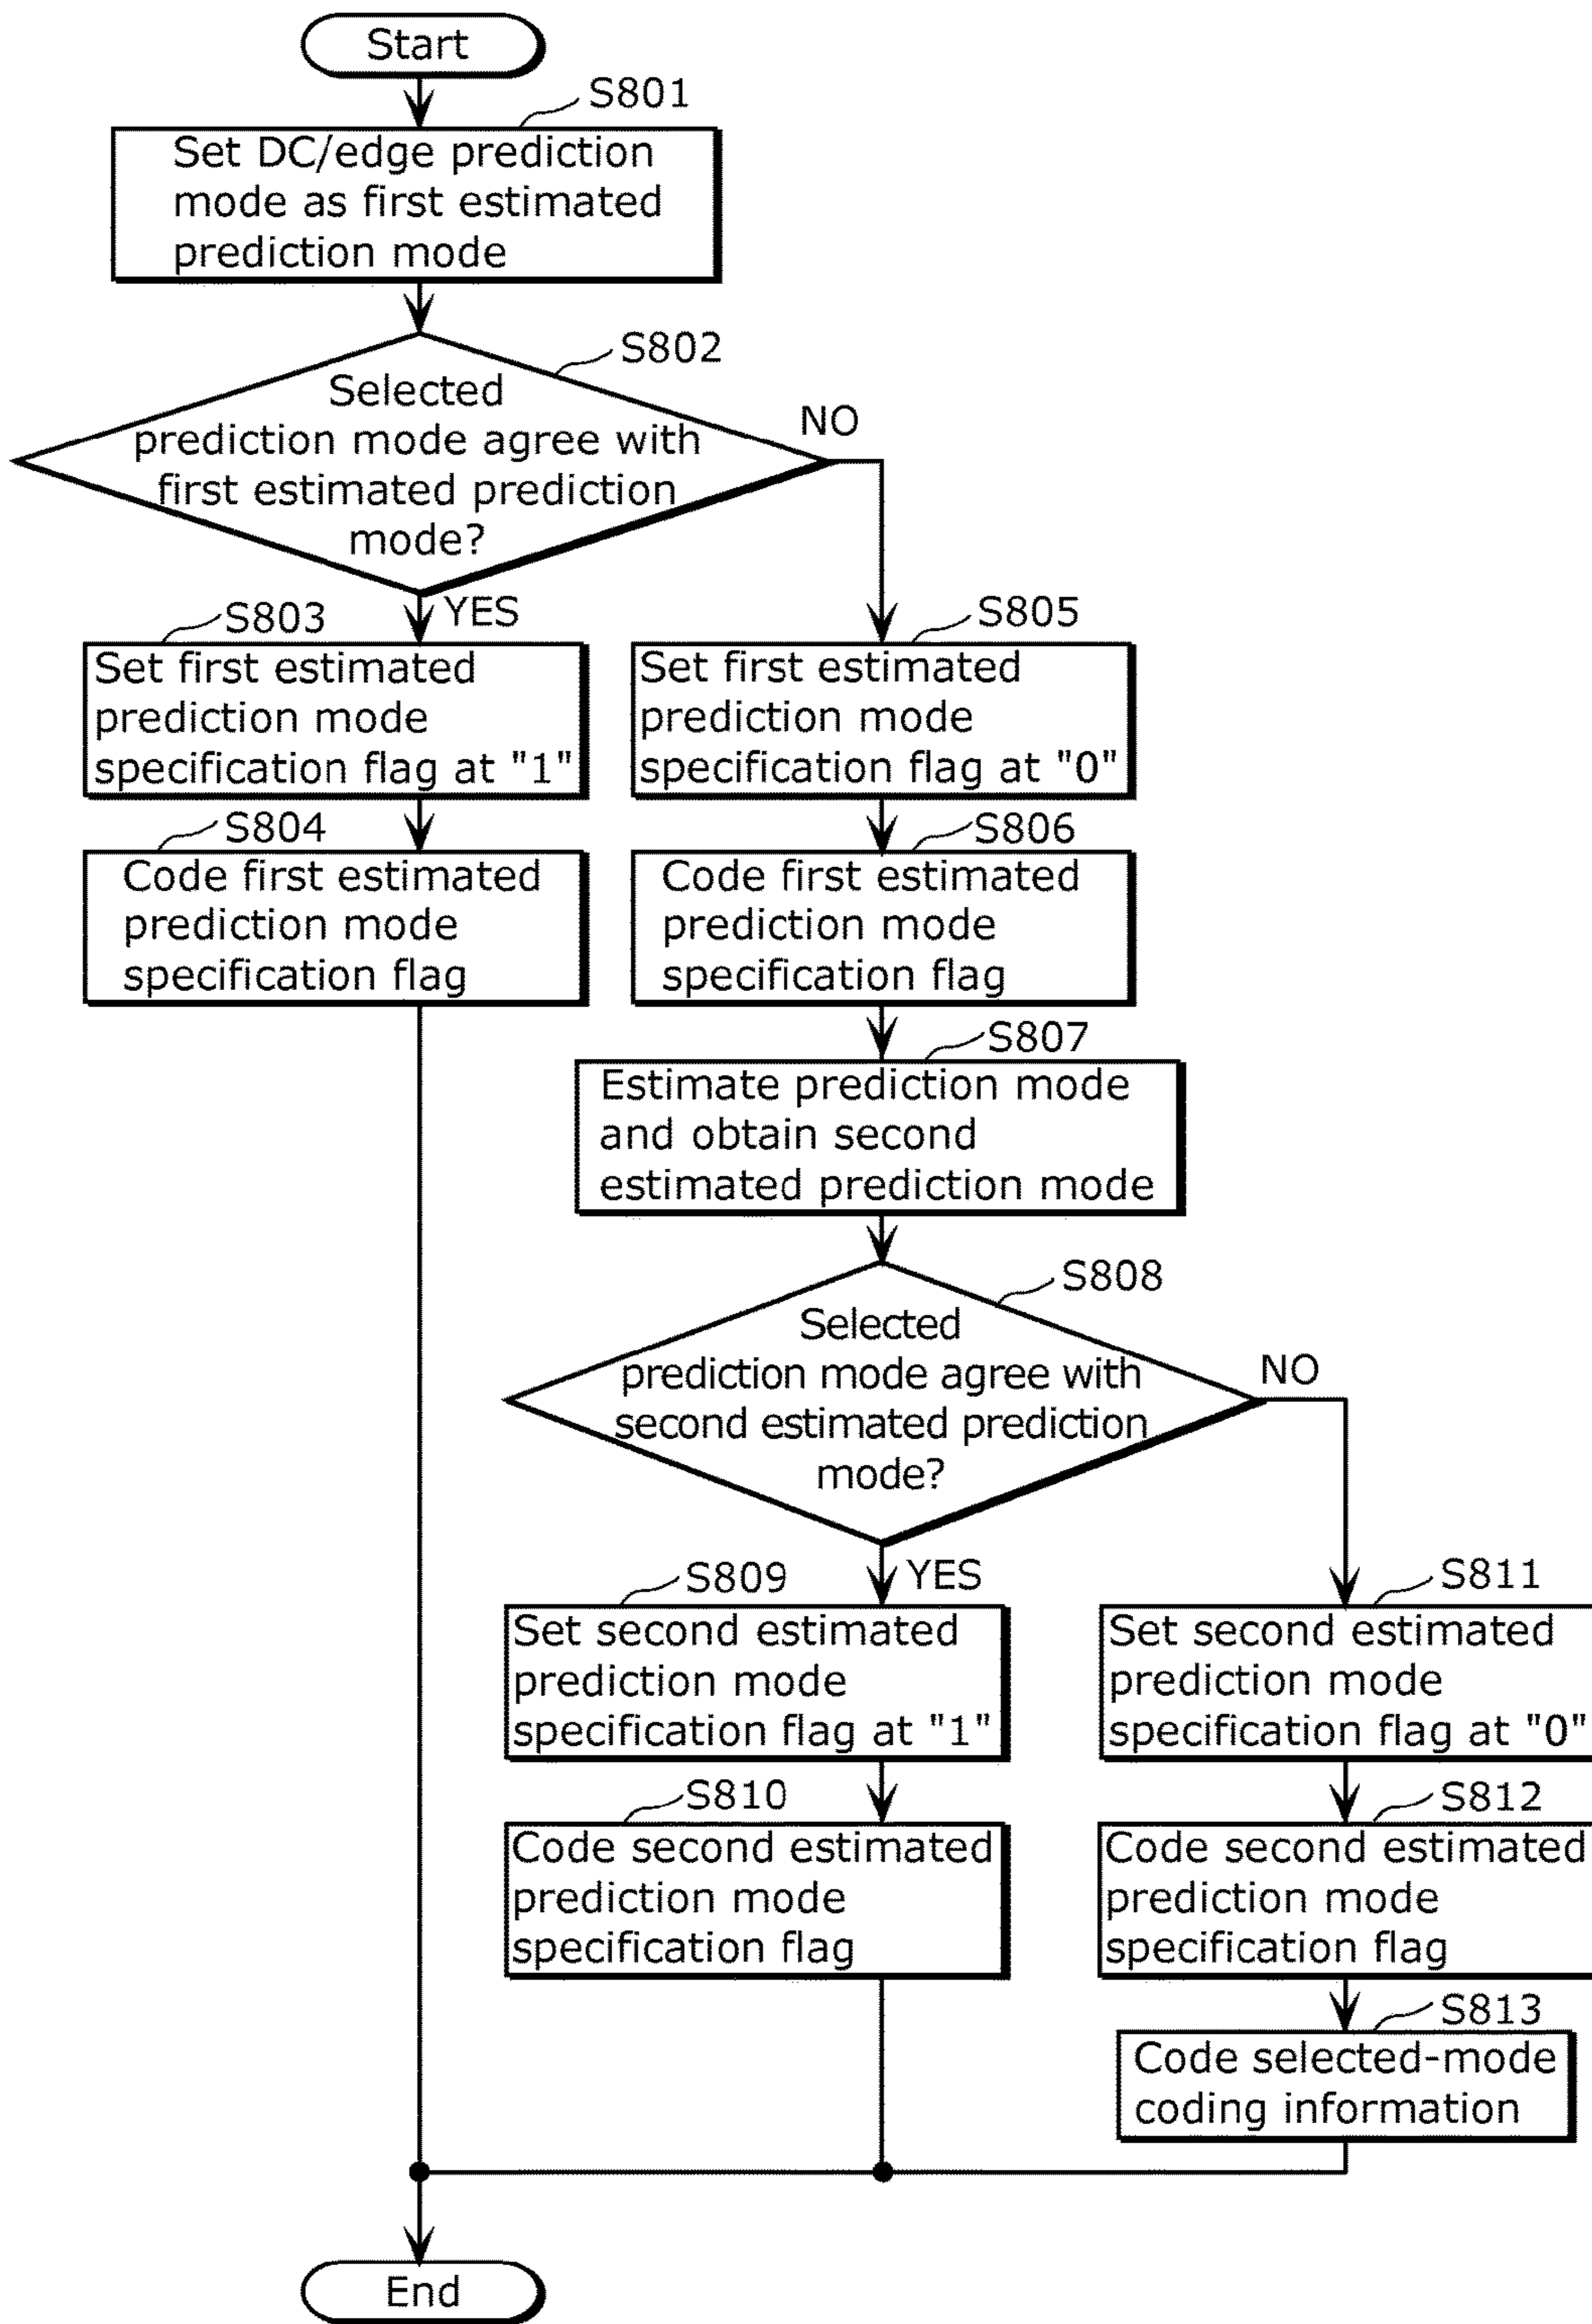 Start
S801
Set DC/edge prediction
mode as first estimated
prediction mode
S802
Selected
prediction mode agree with
first estimated prediction
mode?
NO
YES
S803
Set first estimated
prediction mode
specification flag at "1"
S804
Code first estimated
prediction mode
specification flag
S805
Set first estimated
prediction mode
specification flag at "0"
S806
Code first estimated
prediction mode
specification flag
S807
Estimate prediction mode
and obtain second
estimated prediction mode
S808
Selected
prediction mode agree with
second estimated prediction
mode?
NO
YES
S809
Set second estimated
prediction mode
specification flag at "1"
S810
Code second estimated
prediction mode
specification flag
S811
Set second estimated
prediction mode
specification flag at "0"
S812
Code second estimated
prediction mode
specification flag
S813
Code selected-mode
coding information
End